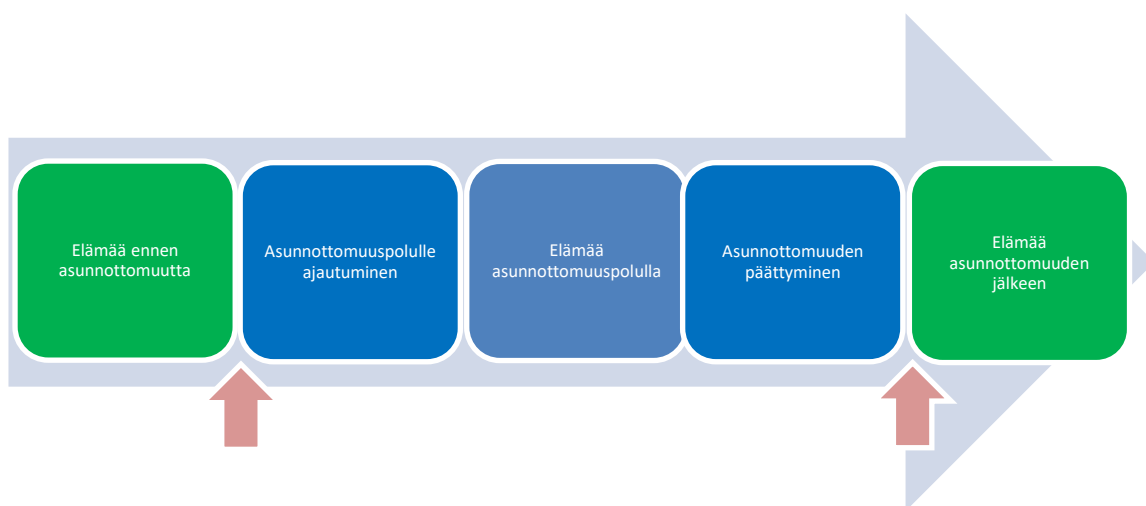 Elämää ennen
asunnottomuutta
Asunnottomuuspolulle
ajautuminen
Elämää
asunnottomuuspolulla
Asunnottomuuden
päättyminen
Elämää
asunnottomuuden
jälkeen